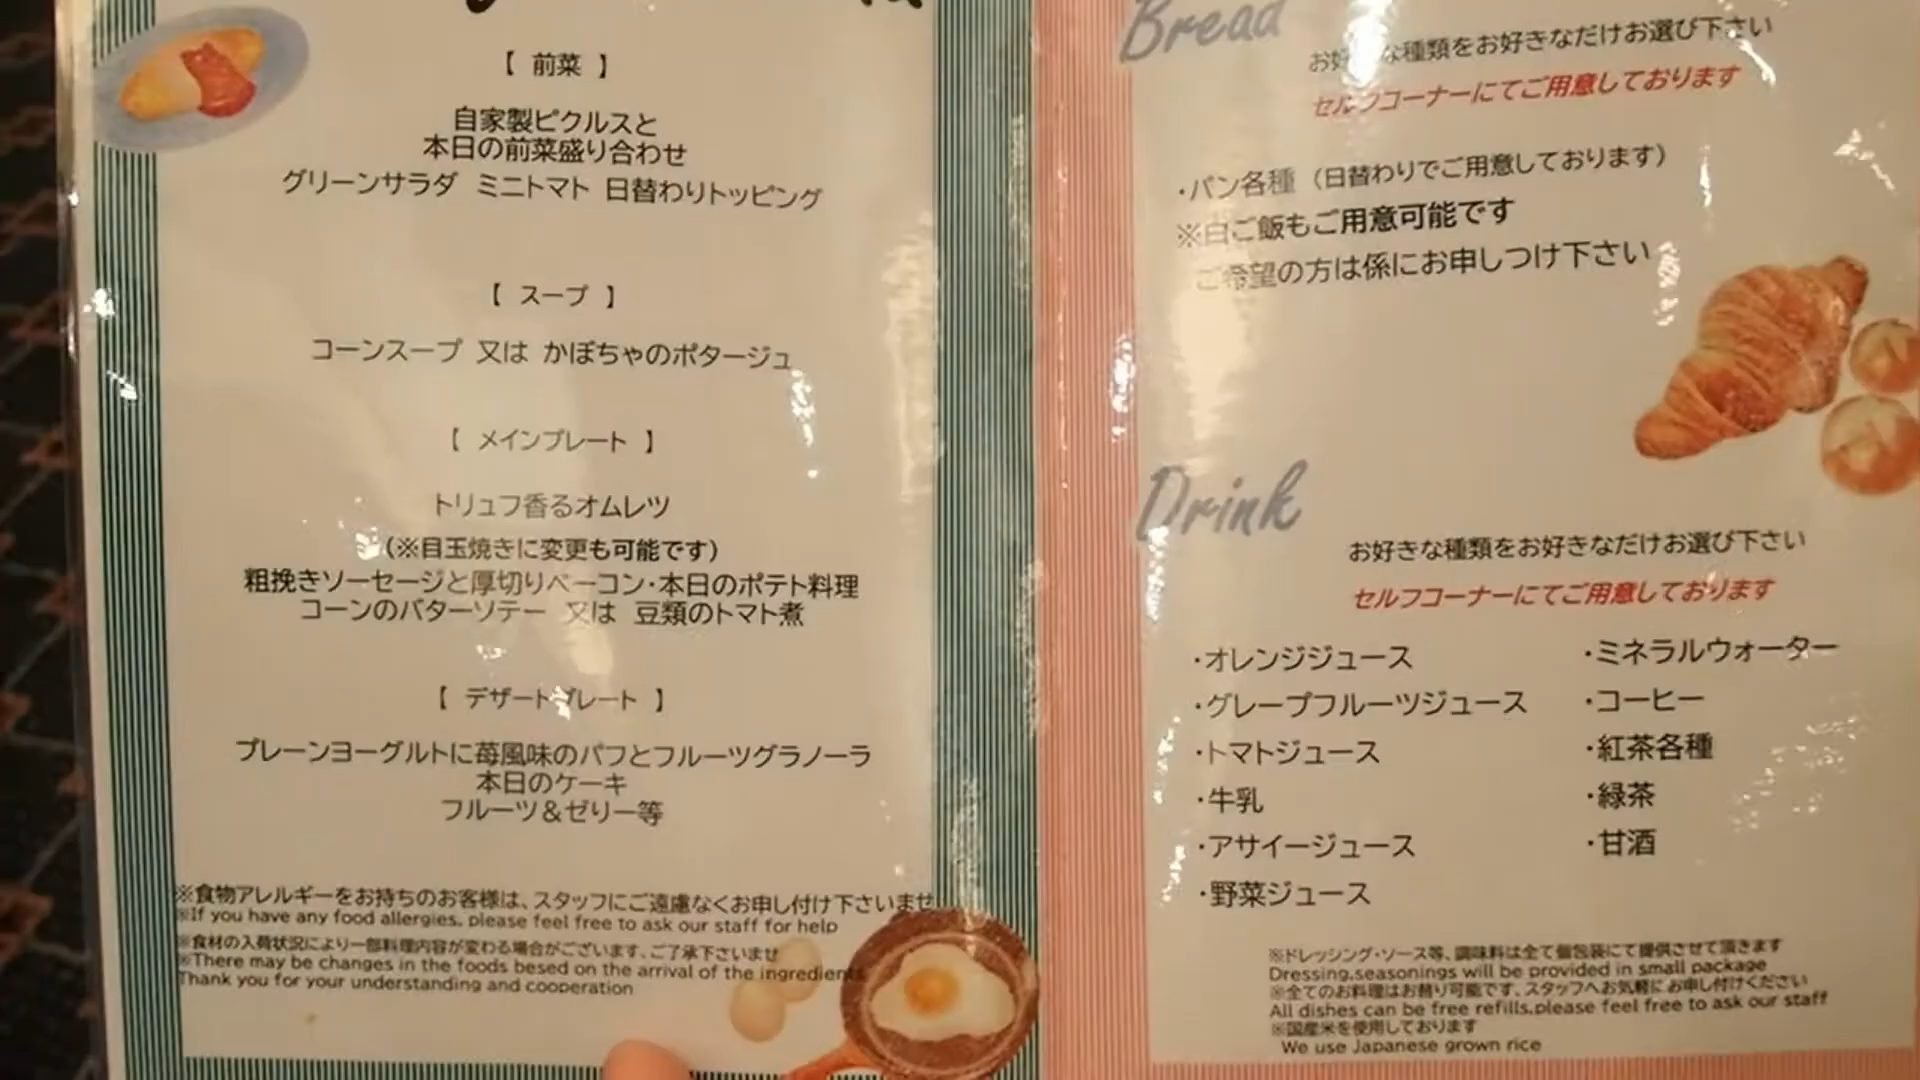 【 前菜 】
自家製ピクルスと
本日の前菜盛り合わせ
グリーンサラダ ミニトマト 日替わりトッピング
【 スープ 】
コーンスープ 又は かぼちゃのポタージュ
【 メインプレート 】
トリュフ香るオムレツ
(※目玉焼きに変更も可能です)
粗挽きソーセージと厚切りベーコン・本日のポテト料理
コーンのバターソテー 又は 豆類のトマト煮
【 デザートプレート 】
プレーンヨーグルトに苺風味のパフとフルーツグラノーラ
本日のケーキ
フルーツ&ゼリー等
※食物アレルギーをお持ちのお客様は、スタッフにご遠慮なくお申し付け下さいませ
※If you have any food allergies, please feel free to ask our staff for help
※食材の入荷状況により一部料理内容が変わる場合がございます、ご了承下さいませ
※There may be changes in the foods besed on the arrival of the ingredients
Thank you for your understanding and cooperation
Bread
お好きな種類をお好きなだけお選び下さい
セルフコーナーにてご用意しております
・パン各種 (日替わりでご用意しております)
※白ご飯もご用意可能です
ご希望の方は係にお申しつけ下さい
Drink
お好きな種類をお好きなだけお選び下さい
セルフコーナーにてご用意しております
・オレンジジュース
・グレープフルーツジュース
・トマトジュース
・牛乳
・アサイージュース
・野菜ジュース
・ミネラルウォーター
・コーヒー
・紅茶各種
・緑茶
・甘酒
※ドレッシング・ソース等、調味料は全て個包装にて提供させて頂きます
Dressing.seasonings will be provided in small package
※全てのお料理はお替り可能です、スタッフへお気軽にお申し付けください
All dishes can be free refills.please feel free to ask our staff
※国産米を使用しております
We use Japanese grown rice